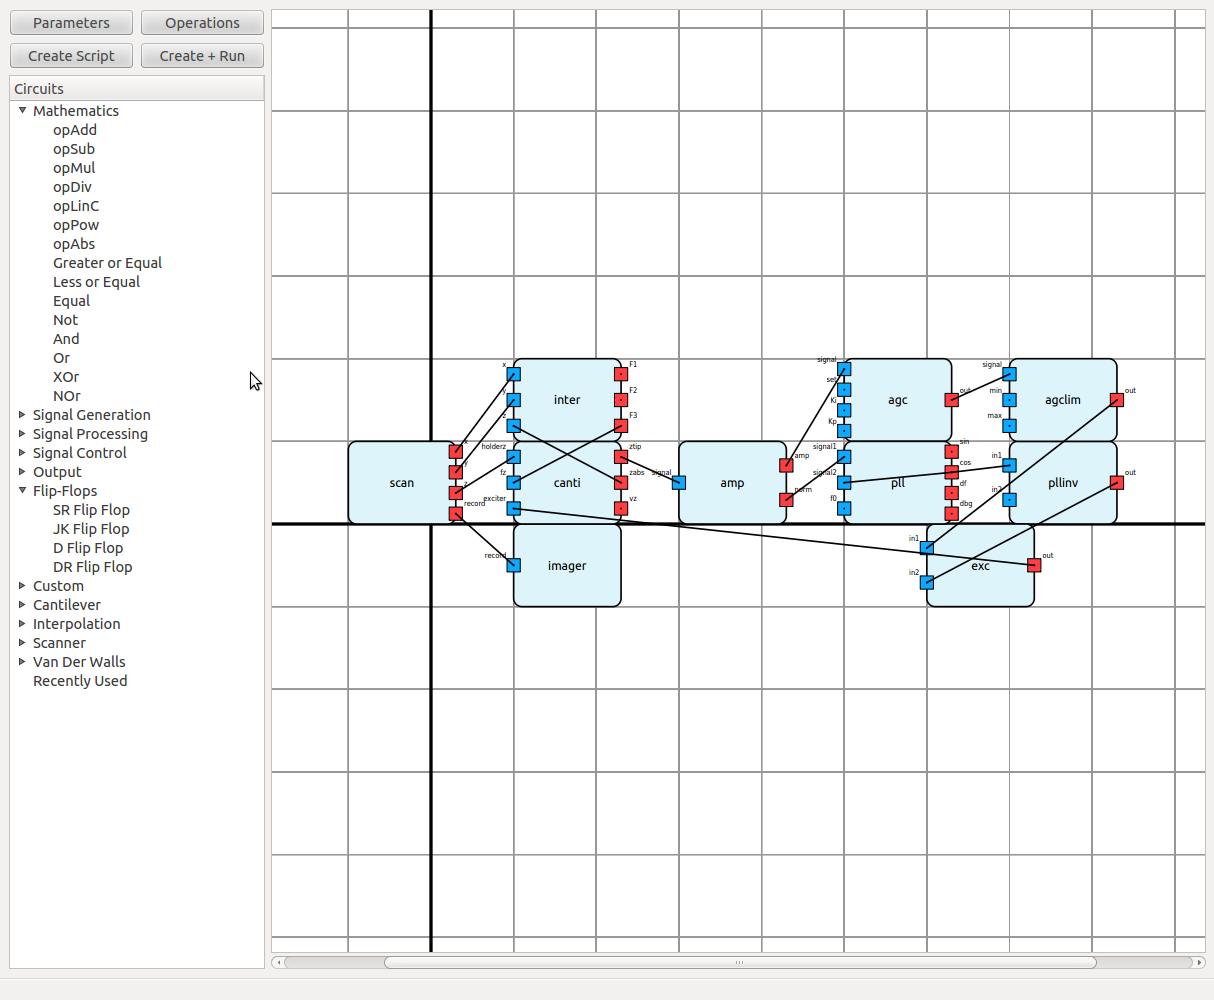 Parameters
Operations
Create Script
Create + Run
Circuits
Mathematics
opAdd
opSub
opMul
opDiv
opLinC
opPow
opAbs
Greater or Equal
Less or Equal
Equal
Not
And
Or
XOr
NOr
Signal Generation
Signal Processing
Signal Control
Output
Flip-Flops
SR Flip Flop
JK Flip Flop
D Flip Flop
DR Flip Flop
Custom
Cantilever
Interpolation
Scanner
Van Der Walls
Recently Used
scan
x
y
z
record
inter
x
y
z
F1
F2
F3
canti
holderz
fz
exciter
ztip
zabs
vz
imager
record
amp
signal
amp
norm
agc
signal
set
Ki
Kp
out
pll
signal1
signal2
f0
sin
cos
df
dbg
agclim
signal
min
max
out
pllinv
in1
in2
out
exc
in1
in2
out